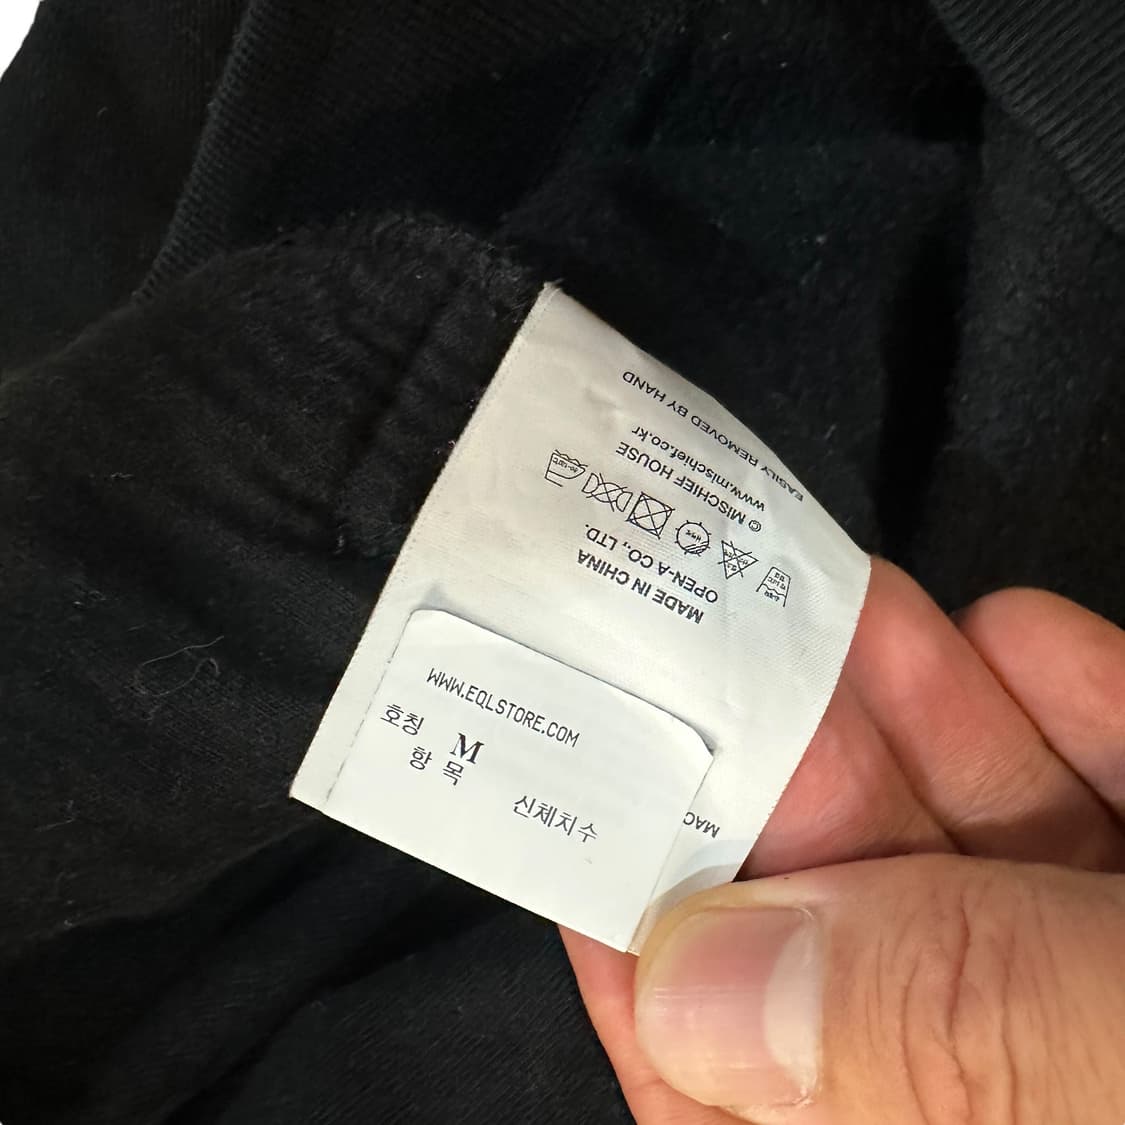 WWW.EQLSTORE.COM
호칭 M
항 목
신체치수
MADE IN CHINA
OPEN-A CO., LTD.
© MISCHIEF HOUSE
www.mischief.co.kr
EASILY REMOVED BY HAND